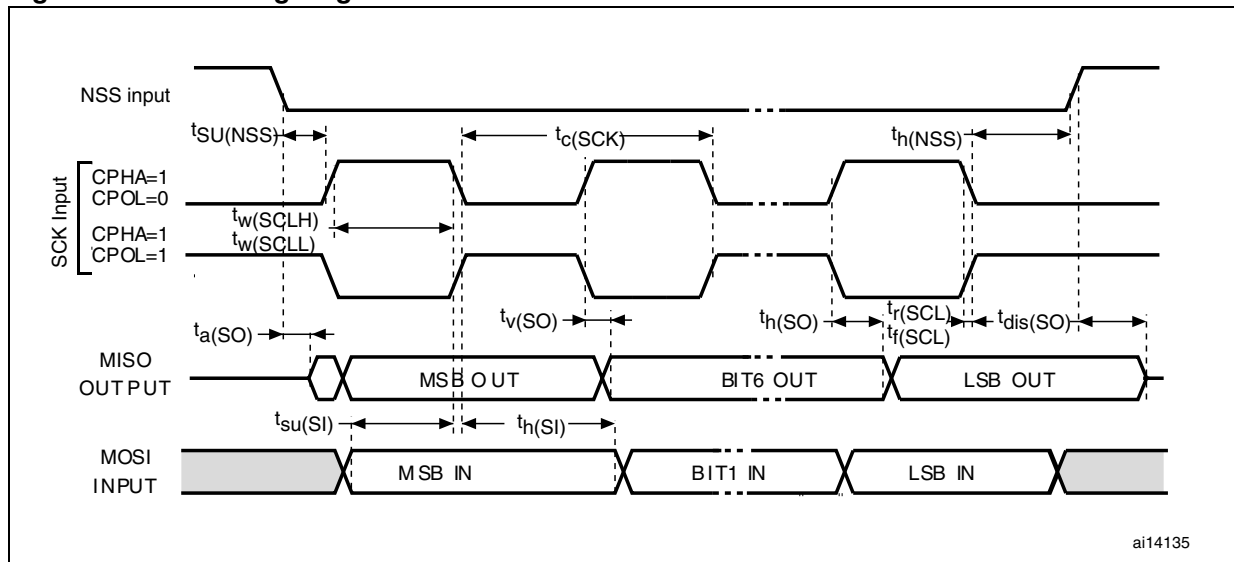 NSS input
tSU(NSS)
tc(SCK)
th(NSS)
SCK Input
CPHA=1
CPOL=0
tw(SCLH)
CPHA=1
tw(SCLL)
CPOL=1
ta(SO)
tv(SO)
th(SO)
tr(SCL)
tf(SCL)
tdis(SO)
MISO
OUTPUT
MSB OUT
BIT6 OUT
LSB OUT
tsu(SI)
th(SI)
MOSI
INPUT
MSB IN
BIT1 IN
LSB IN
ai14135